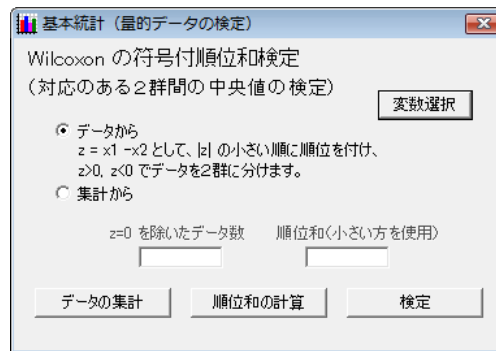 基本統計（量的データの検定）
Wilcoxon の符号付順位和検定
（対応のある２群間の中央値の検定）
変数選択
データから
z = x1 -x2 として、|z| の小さい順に順位を付け、
z>0, z<0 でデータを2群に分けます。
集計から
z=0 を除いたデータ数 順位和(小さい方を使用)
データの集計 順位和の計算 検定